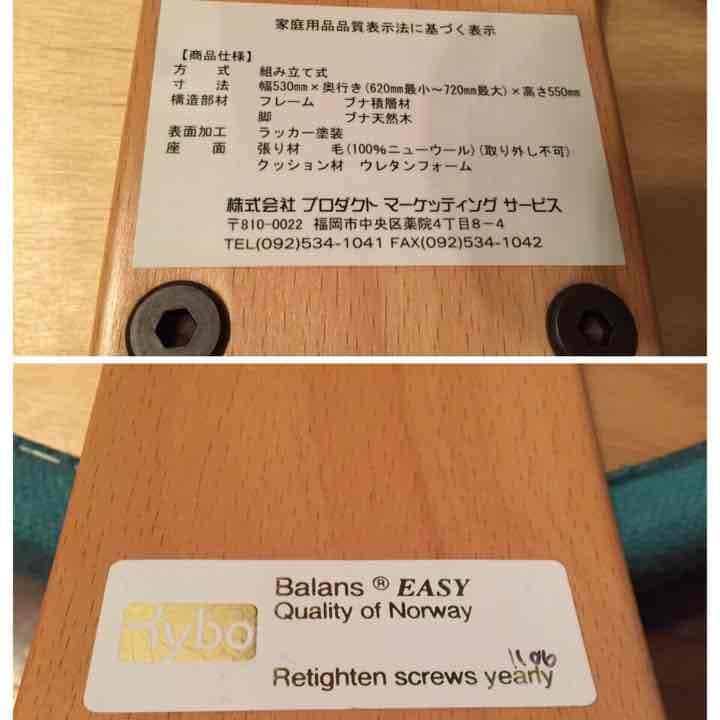 家庭用品品質表示法に基づく表示
【商品仕様】
方 式 組み立て式
寸 法 幅530mm×奥行き(620mm最小～720mm最大)×高さ550mm
構造部材 フレーム ブナ積層材
脚 ブナ天然木
表面加工 ラッカー塗装
座 面 張り材 毛(100%ニューウール)(取り外し不可)
クッション材 ウレタンフォーム
株式会社 プロダクト マーケッティング サービス
〒810-0022 福岡市中央区薬院4丁目8-4
TEL(092)534-1041 FAX(092)534-1042
Rybo
Balans ® EASY
Quality of Norway
1106
Retighten screws yearly